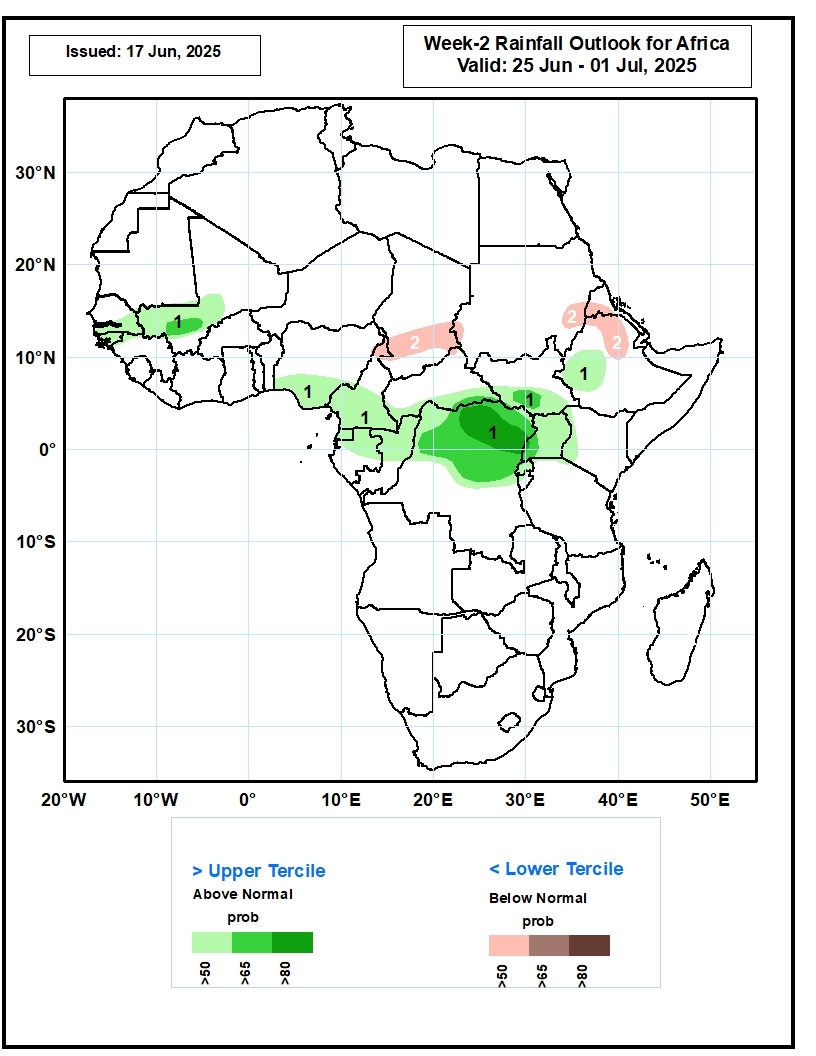 Issued: 17 Jun, 2025
Week-2 Rainfall Outlook for Africa
Valid: 25 Jun - 01 Jul, 2025
30°N
20°N
10°N
0°
10°S
20°S
30°S
1
2
2
2
1
1
1
1
1
20°W 10°W 0° 10°E 20°E 30°E 40°E 50°E
> Upper Tercile
Above Normal
prob
>50 >65 >80
< Lower Tercile
Below Normal
prob
>50 >65 >80